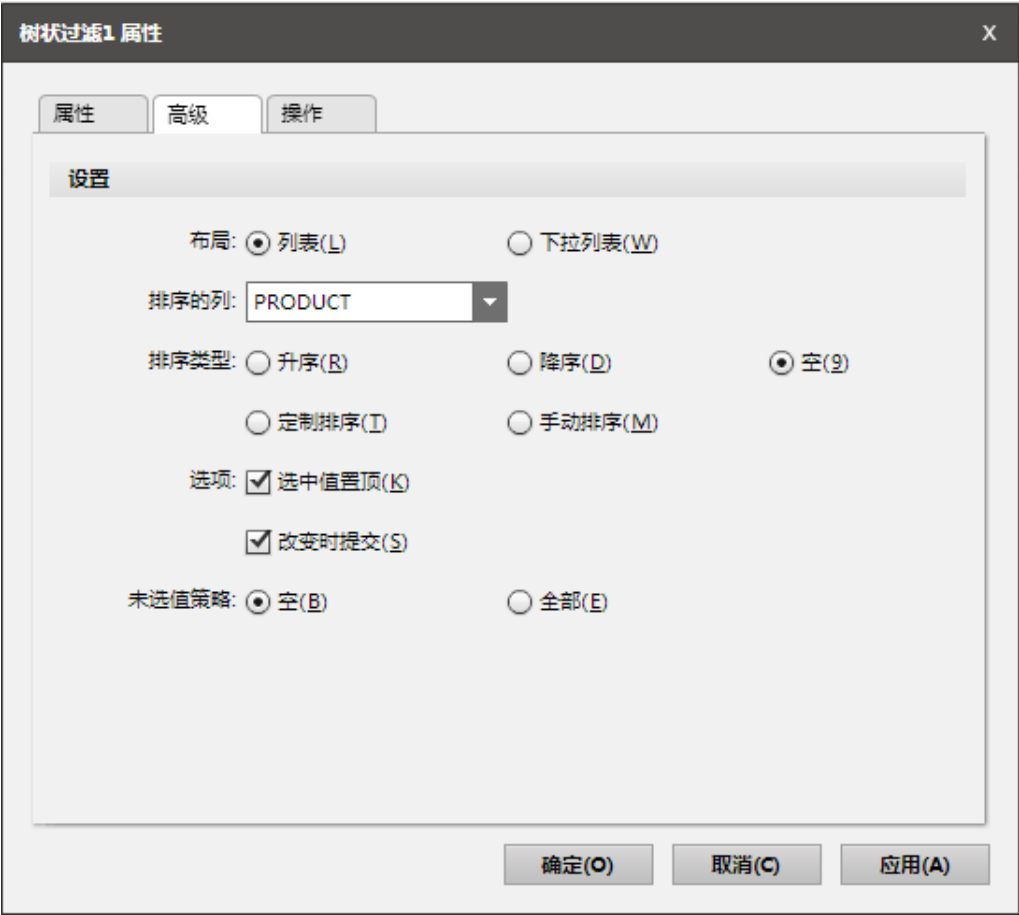 树状过滤1 属性 X
属性 高级 操作
设置
布局: 列表(L) 下拉列表(W)
排序的列: PRODUCT
排序类型: 升序(R) 降序(D) 空(9)
定制排序(T) 手动排序(M)
选项: 选中值置顶(K)
改变时提交(S)
未选值策略: 空(B) 全部(E)
确定(O) 取消(C) 应用(A)